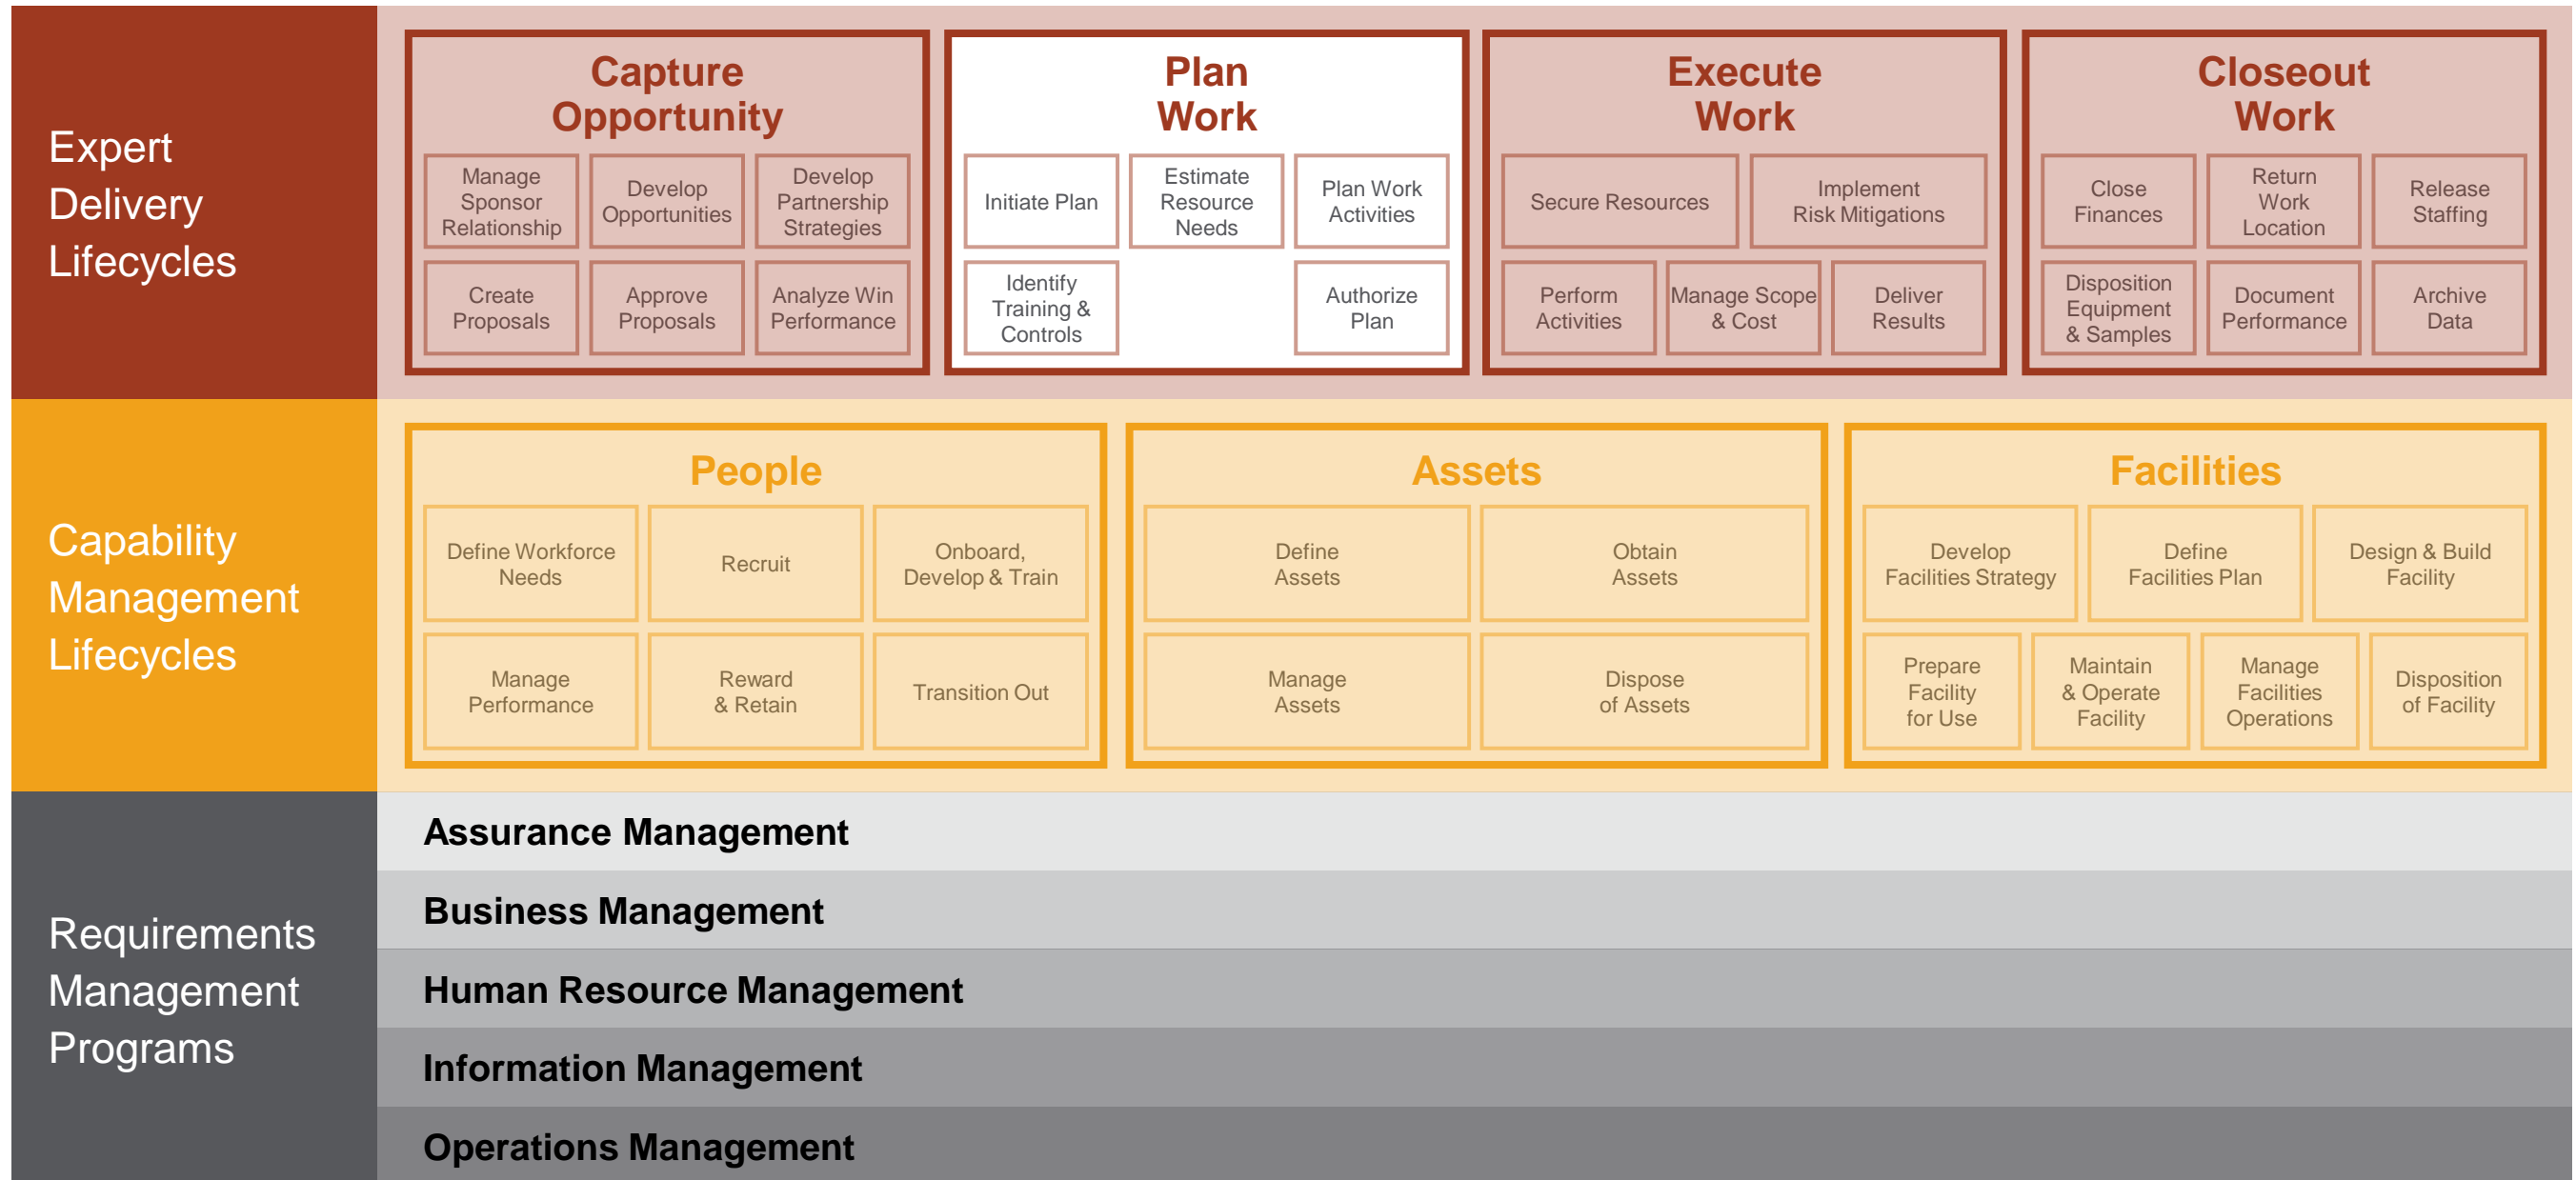 Expert
Delivery
Lifecycles
Capture
Opportunity
Manage
Sponsor
Relationship
Develop
Opportunities
Develop
Partnership
Strategies
Create
Proposals
Approve
Proposals
Analyze Win
Performance
Plan
Work
Initiate Plan
Estimate
Resource
Needs
Plan Work
Activities
Identify
Training &
Controls
Authorize
Plan
Execute
Work
Secure Resources
Implement
Risk Mitigations
Perform
Activities
Manage Scope
& Cost
Deliver
Results
Closeout
Work
Close
Finances
Return
Work
Location
Release
Staffing
Disposition
Equipment
& Samples
Document
Performance
Archive
Data
Capability
Management
Lifecycles
People
Define Workforce
Needs
Recruit
Onboard,
Develop & Train
Manage
Performance
Reward
& Retain
Transition Out
Assets
Define
Assets
Obtain
Assets
Manage
Assets
Dispose
of Assets
Facilities
Develop
Facilities Strategy
Define
Facilities Plan
Design & Build
Facility
Prepare
Facility
for Use
Maintain
& Operate
Facility
Manage
Facilities
Operations
Disposition
of Facility
Requirements
Management
Programs
Assurance Management
Business Management
Human Resource Management
Information Management
Operations Management